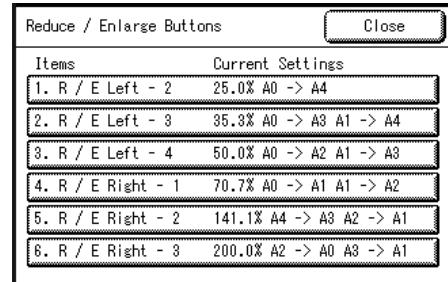 Reduce / Enlarge Buttons Close
Items Current Settings
1. R / E Left - 2 25.0% A0 -> A4
2. R / E Left - 3 35.3% A0 -> A3 A1 -> A4
3. R / E Left - 4 50.0% A0 -> A2 A1 -> A3
4. R / E Right - 1 70.7% A0 -> A1 A1 -> A2
5. R / E Right - 2 141.1% A4 -> A3 A2 -> A1
6. R / E Right - 3 200.0% A2 -> A0 A3 -> A1